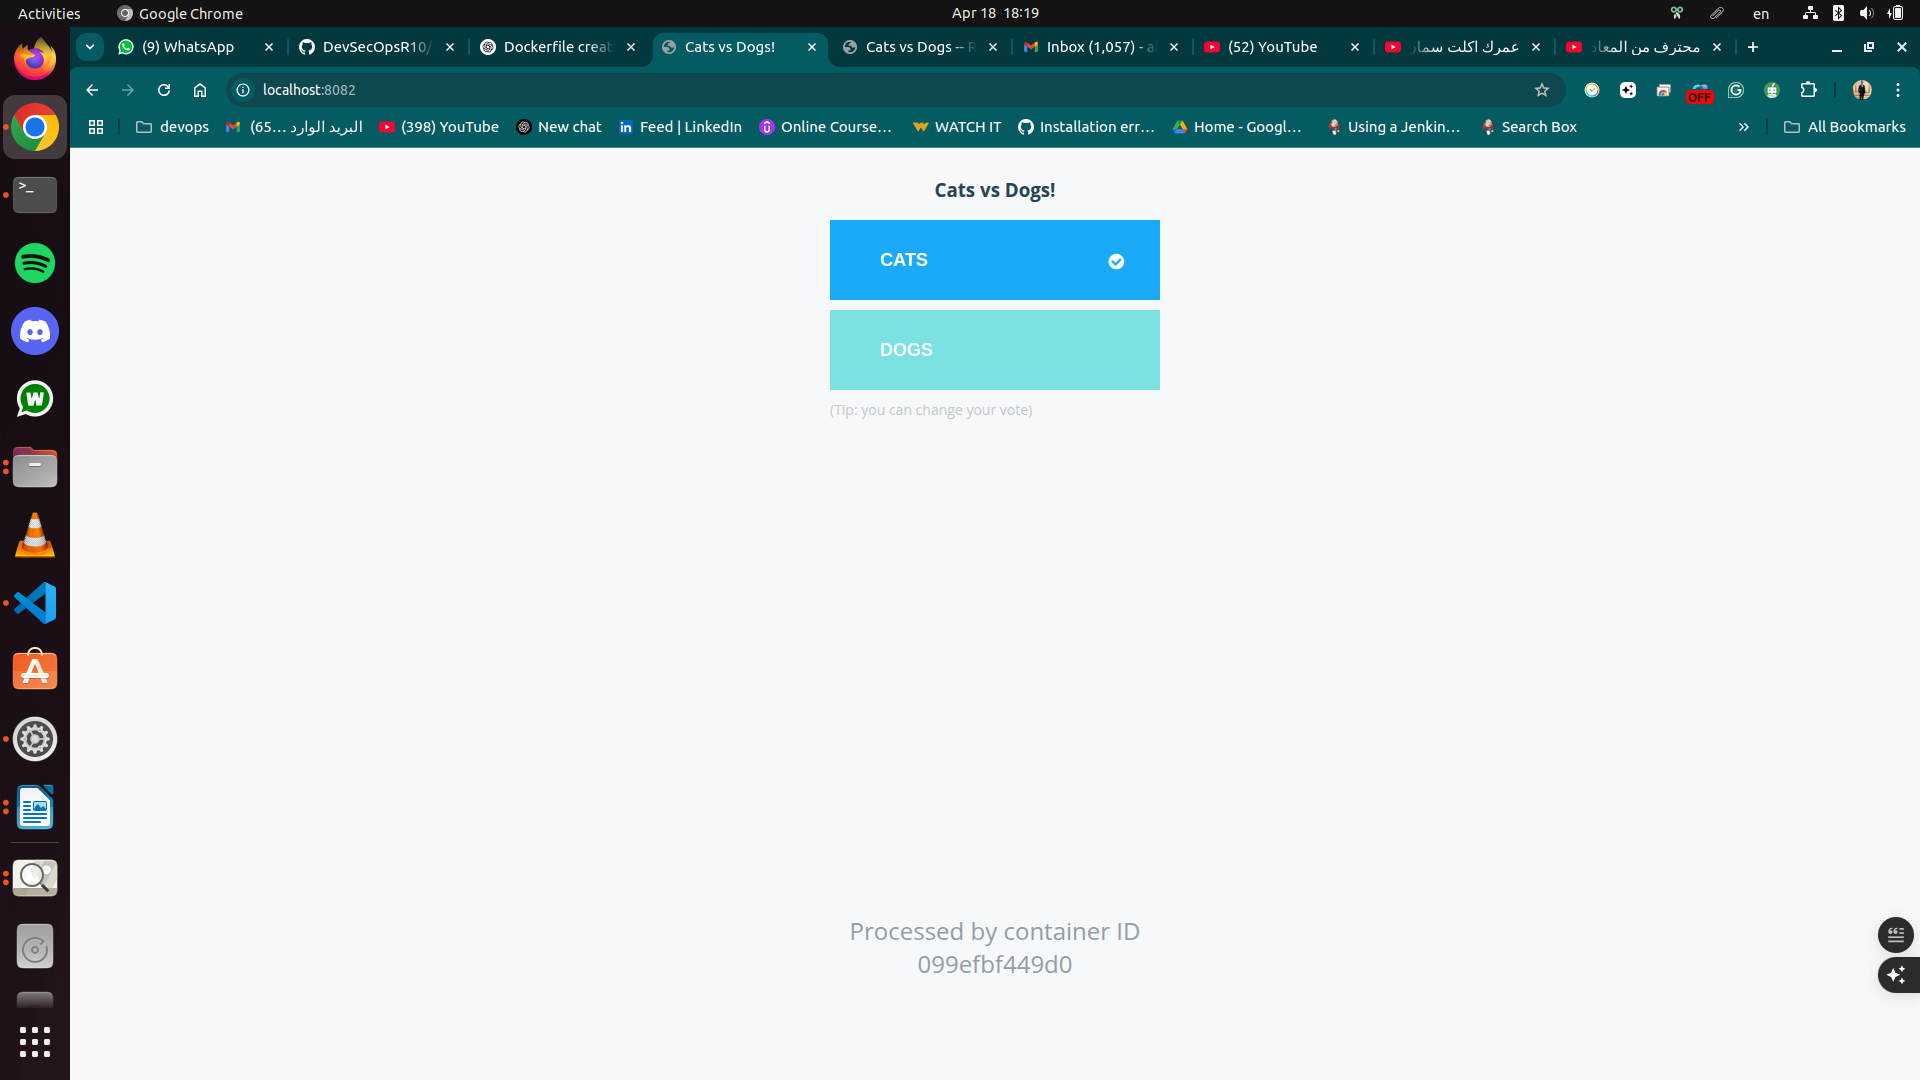 Activities
Google Chrome
Apr 18 18:19
en
(9) WhatsApp
DevSecOpsR10/
Dockerfile creat
Cats vs Dogs!
Cats vs Dogs -- R
Inbox (1,057) - a
(52) YouTube
عمرك اكلت سمار
محترف من المعاد
localhost:8082
OFF
devops
البريد الوارد ...65)
(398) YouTube
New chat
Feed | LinkedIn
Online Course...
WATCH IT
Installation err...
Home - Googl...
Using a Jenkin...
Search Box
All Bookmarks
Cats vs Dogs!
CATS
DOGS
(Tip: you can change your vote)
Processed by container ID
099efbf449d0